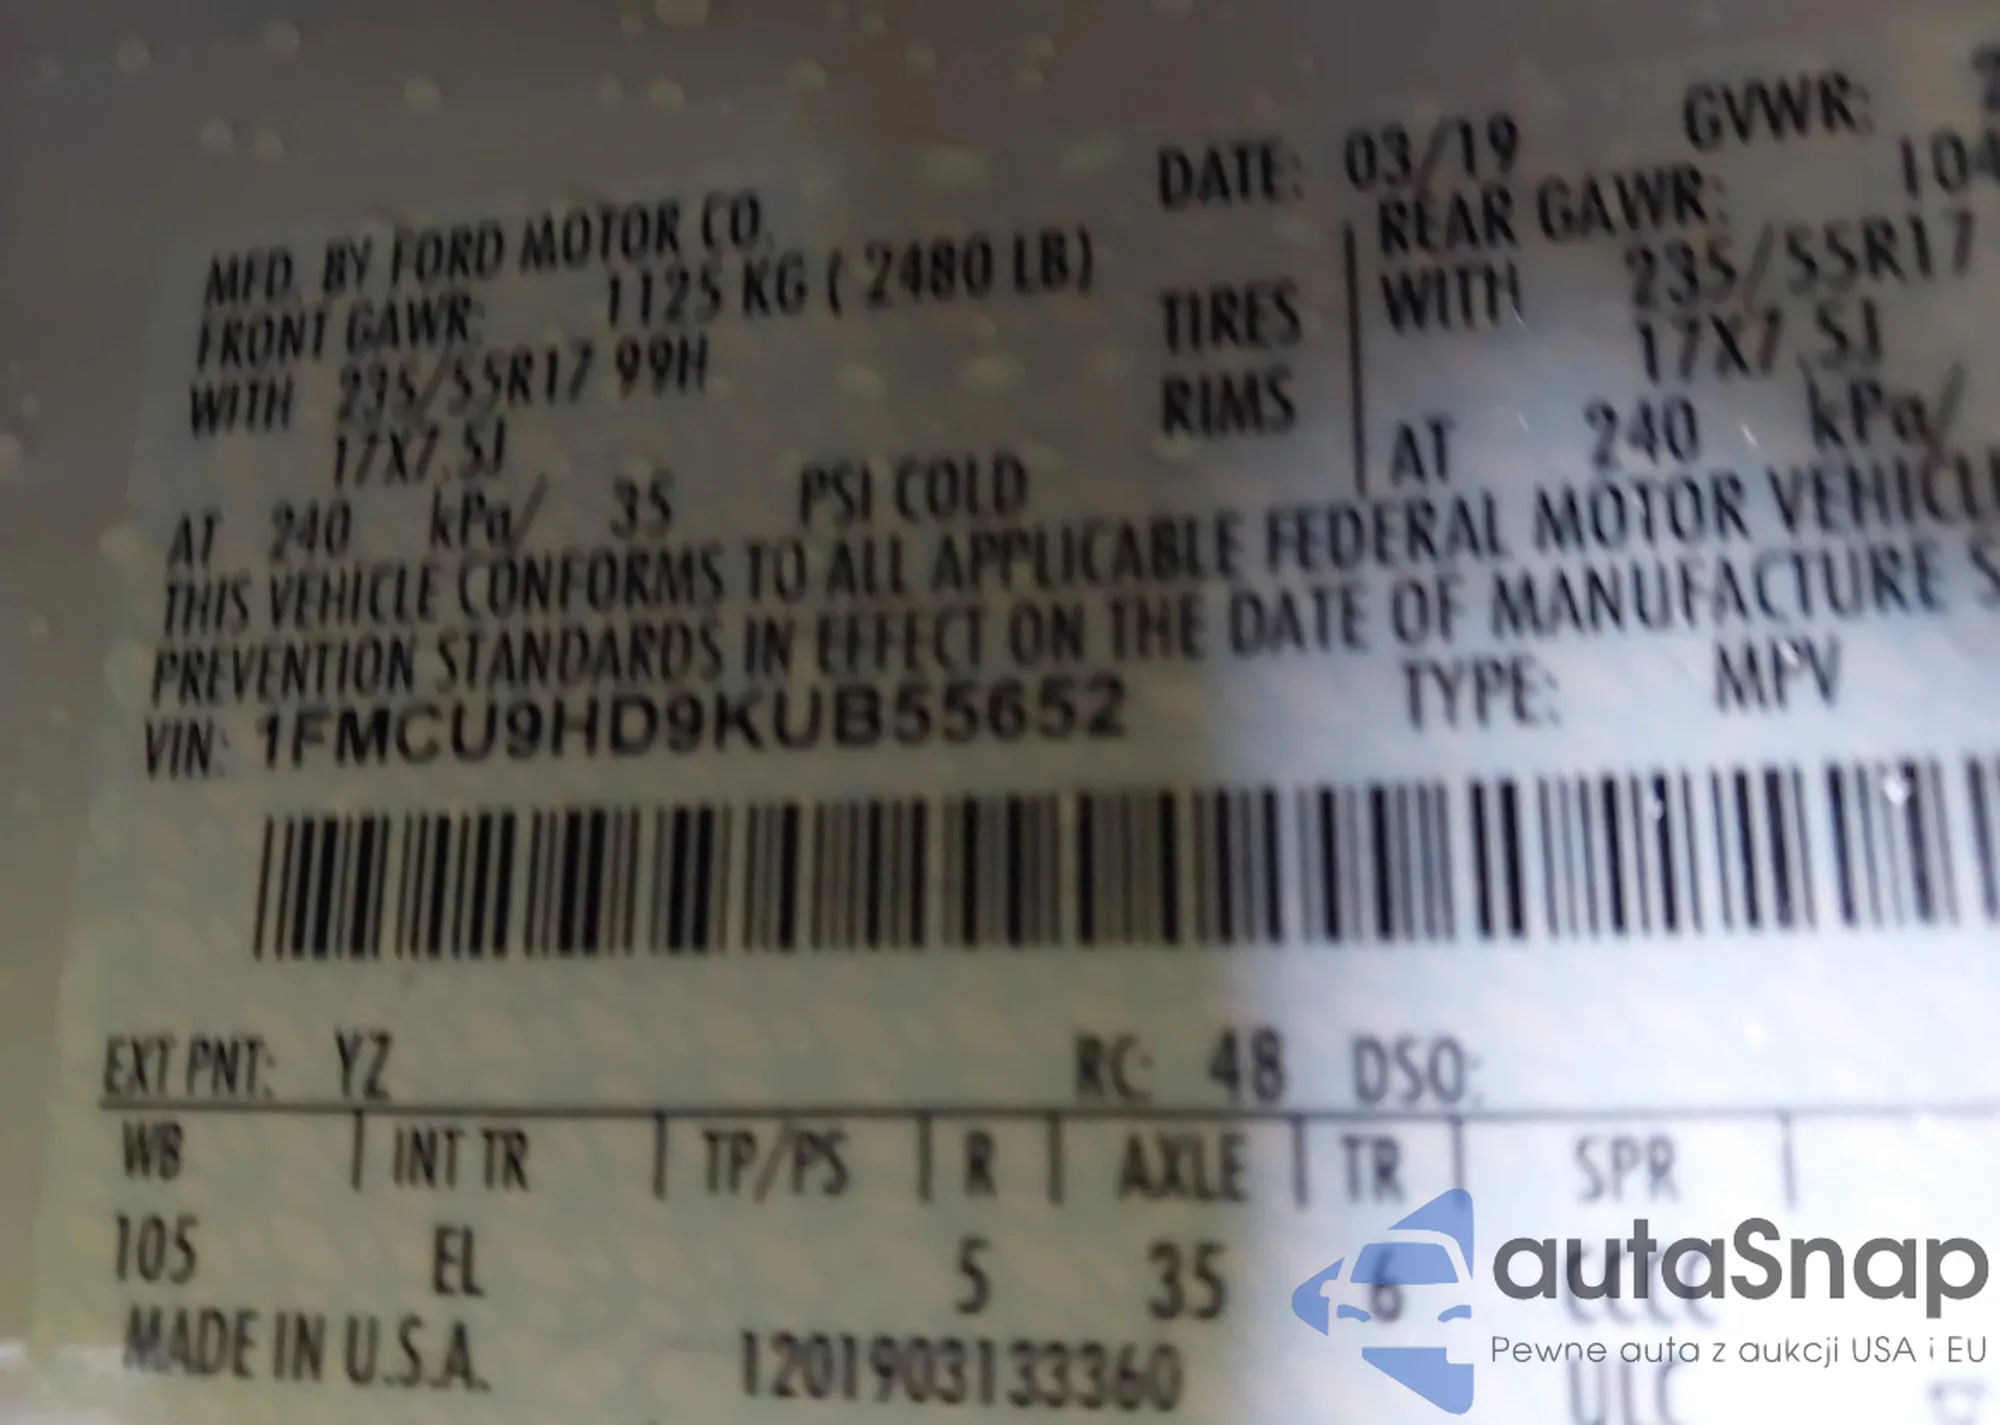 DATE: 03/19 GVWR:
MFD. BY FORD MOTOR CO.
FRONT GAWR: 1125 KG ( 2480 LB) REAR GAWR: 104
WITH 235/55R17 99H TIRES WITH 235/55R17
17X7.5J RIMS 17X7.5J
AT 240 kPa/ 35 PSI COLD AT 240 kPa/
THIS VEHICLE CONFORMS TO ALL APPLICABLE FEDERAL MOTOR VEHICLE
PREVENTION STANDARDS IN EFFECT ON THE DATE OF MANUFACTURE S
VIN: 1FMCU9HD9KUB55652 TYPE: MPV
EXT PNT: YZ RC: 48 DSO:
WB INT TR TP/PS R AXLE TR SPR
105 EL 5 35 6
MADE IN U.S.A. 1201903133360
autaSnap
Pewne auta z aukcji USA i EU